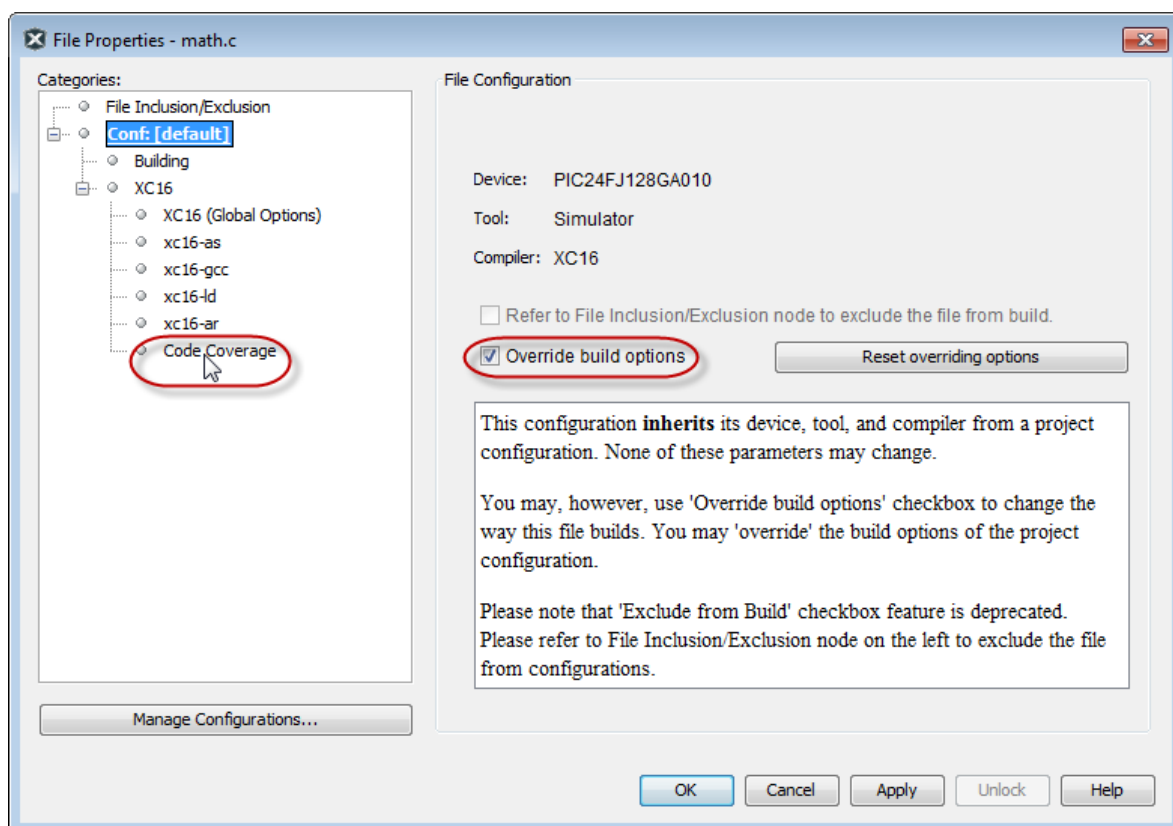 File Properties - math.c
Categories:
File Inclusion/Exclusion
Conf: [default]
Building
XC16
XC16 (Global Options)
xc16-as
xc16-gcc
xc16-ld
xc16-ar
Code Coverage
Manage Configurations...
File Configuration
Device: PIC24FJ128GA010
Tool: Simulator
Compiler: XC16
Refer to File Inclusion/Exclusion node to exclude the file from build.
Override build options
Reset overriding options
This configuration inherits its device, tool, and compiler from a project
configuration. None of these parameters may change.
You may, however, use 'Override build options' checkbox to change the
way this file builds. You may 'override' the build options of the project
configuration.
Please note that 'Exclude from Build' checkbox feature is deprecated.
Please refer to File Inclusion/Exclusion node on the left to exclude the file
from configurations.
OK
Cancel
Apply
Unlock
Help